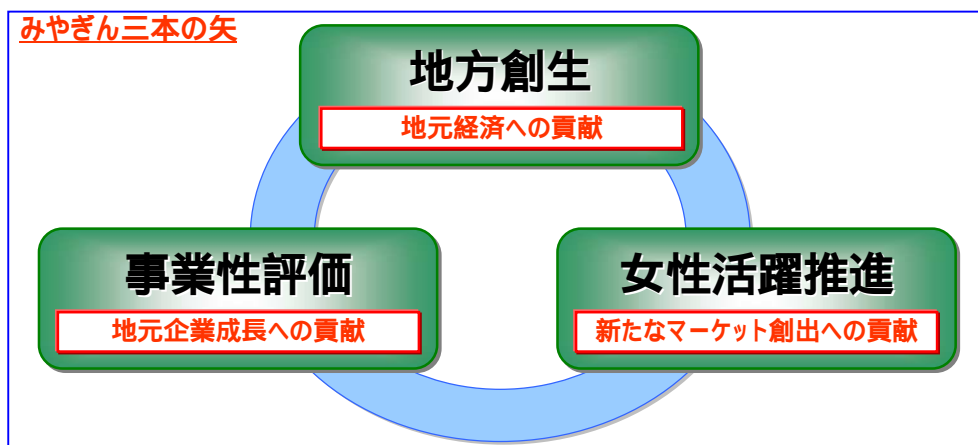 みやぎん三本の矢
地方創生
地元経済への貢献
事業性評価
地元企業成長への貢献
女性活躍推進
新たなマーケット創出への貢献